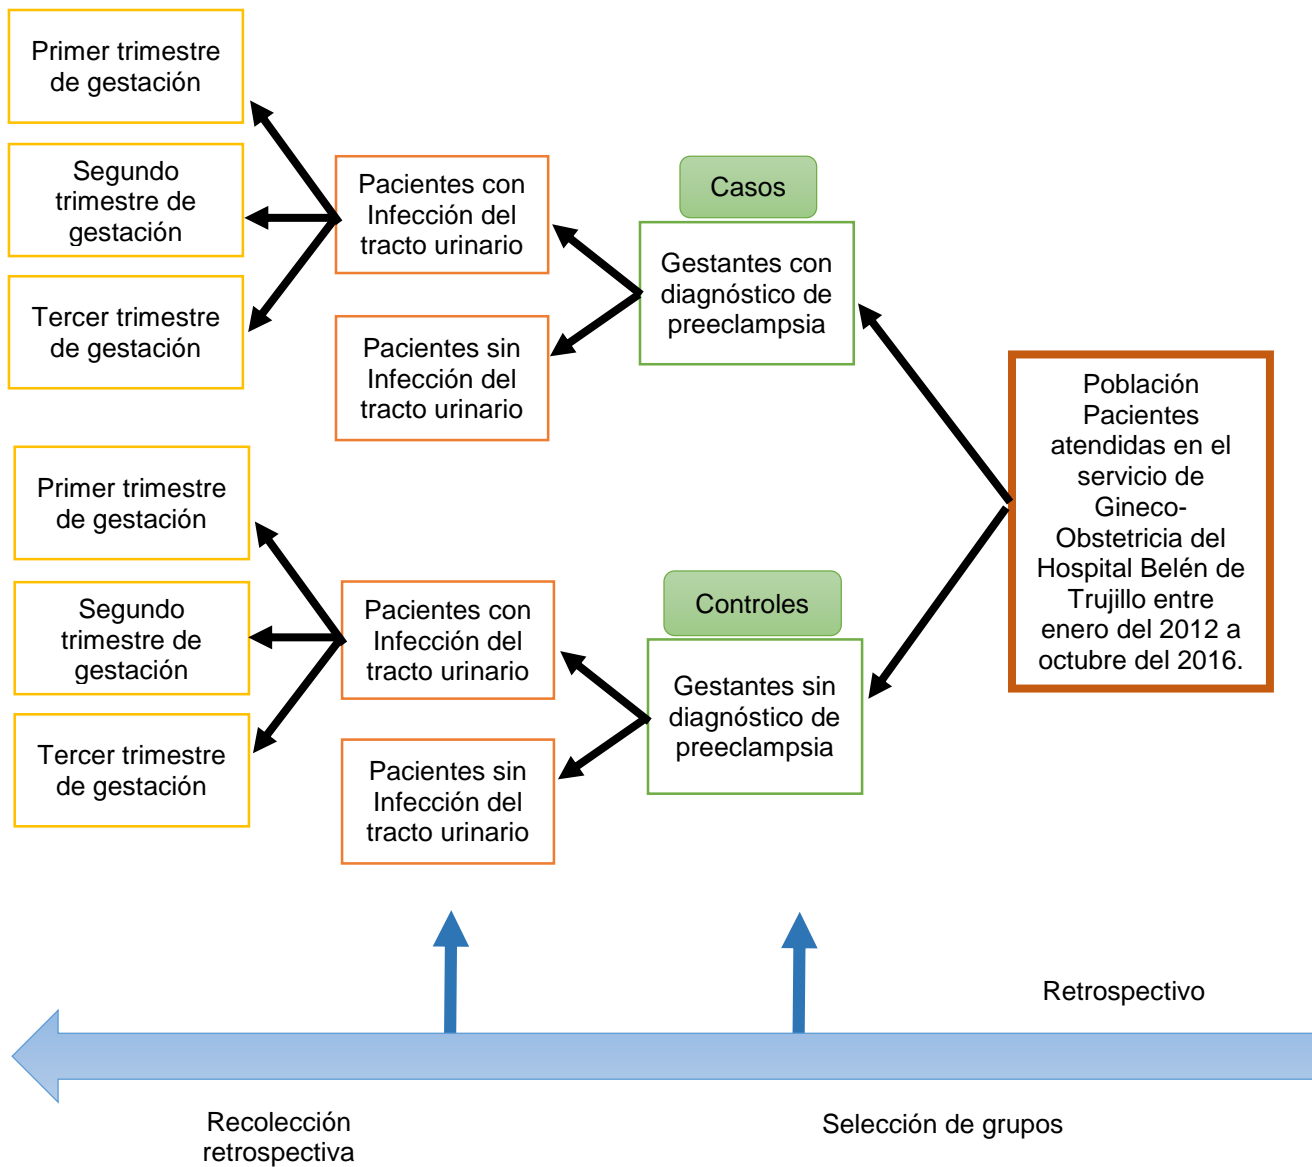 Primer trimestre
de gestación
Segundo
trimestre de
gestación
Tercer trimestre
de gestación
Pacientes con
Infección del
tracto urinario
Pacientes sin
Infección del
tracto urinario
Casos
Gestantes con
diagnóstico de
preeclampsia
Población
Pacientes
atendidas en el
servicio de
Gineco-
Obstetricia del
Hospital Belén de
Trujillo entre
enero del 2012 a
octubre del 2016.
Primer trimestre
de gestación
Segundo
trimestre de
gestación
Tercer trimestre
de gestación
Pacientes con
Infección del
tracto urinario
Pacientes sin
Infección del
tracto urinario
Controles
Gestantes sin
diagnóstico de
preeclampsia
Retrospectivo
Recolección
retrospectiva
Selección de grupos